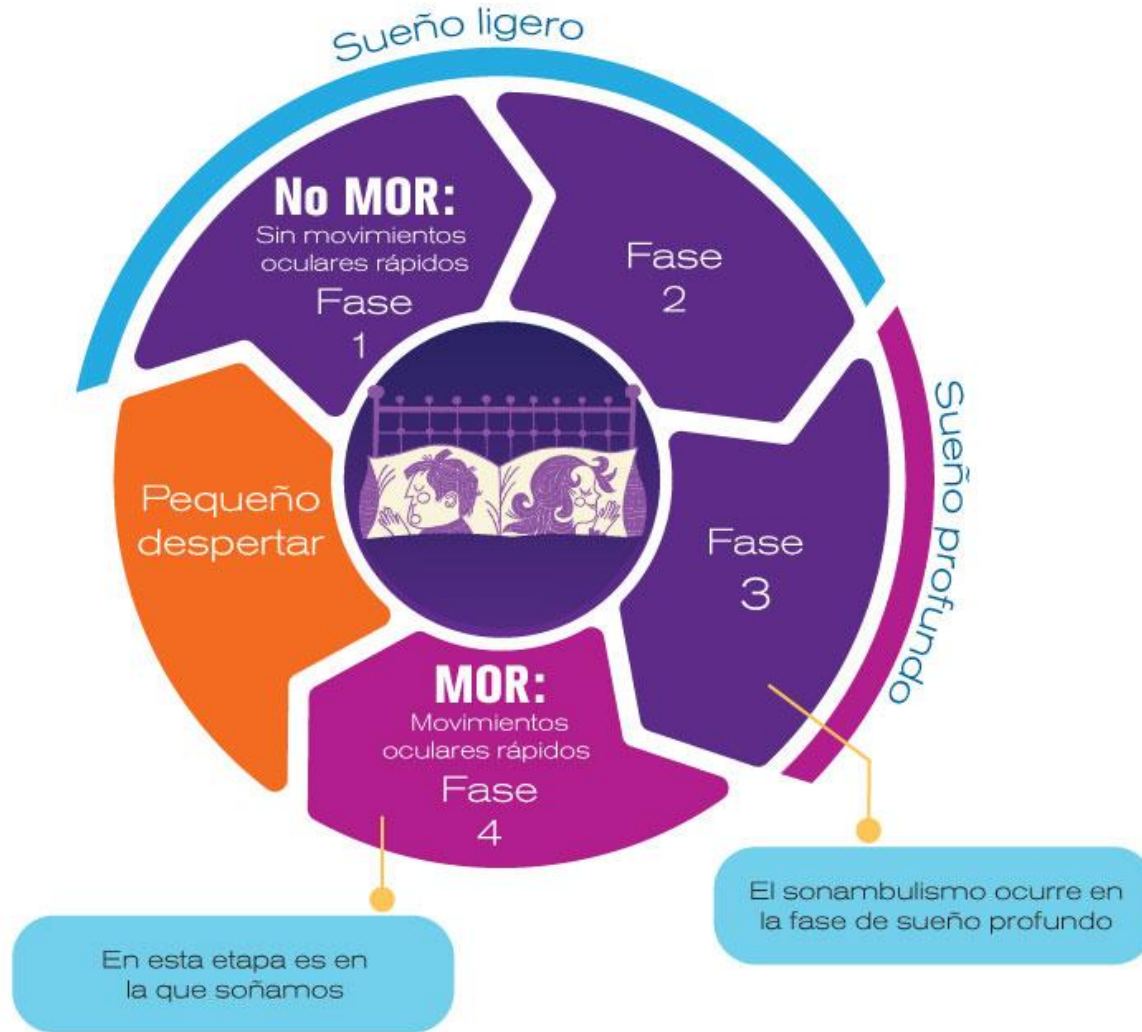 Sueño ligero
No MOR:
Sin movimientos
oculares rápidos
Fase
1
Fase
2
Sueño profundo
Fase
3
Pequeño
despertar
MOR:
Movimientos
oculares rápidos
Fase
4
El sonambulismo ocurre en
la fase de sueño profundo
En esta etapa es en
la que soñamos